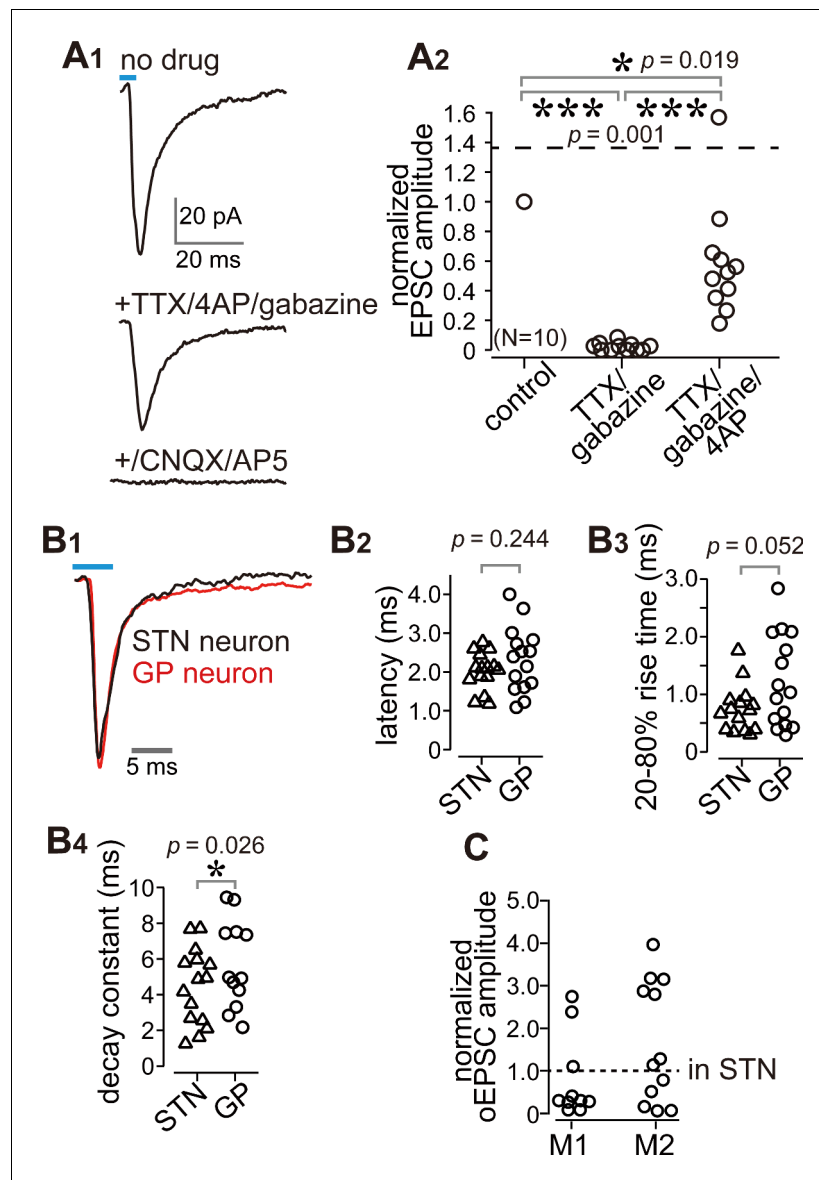 A1
no drug
20 pA
20 ms
+TTX/4AP/gabazine
+/CNQX/AP5
A2
* p = 0.019
*** ***
p = 0.001
normalized
EPSC amplitude
1.6
1.4
1.2
1.0
0.8
0.6
0.4
0.2
0
(N=10)
control
TTX/
gabazine
TTX/
gabazine/
4AP
B1
STN neuron
GP neuron
5 ms
B2
p = 0.244
latency (ms)
4.0
3.0
2.0
1.0
0
STN
GP
B3
p = 0.052
20-80% rise time (ms)
3.0
2.0
1.0
0.0
STN
GP
B4
p = 0.026
*
decay constant (ms)
10
8
6
4
2
0
STN
GP
C
normalized
oEPSC amplitude
5.0
4.0
3.0
2.0
1.0
0
in STN
M1
M2